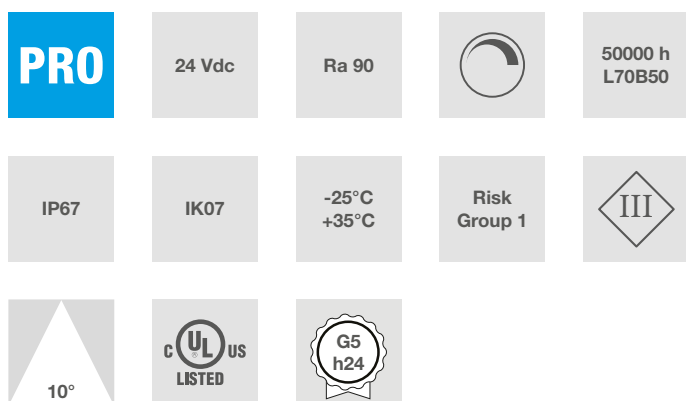 PRO
24 Vdc
Ra 90
50000 h
L70B50
IP67
IK07
-25°C
+35°C
Risk
Group 1
III
10°
C UL ® US
LISTED
G5
h24